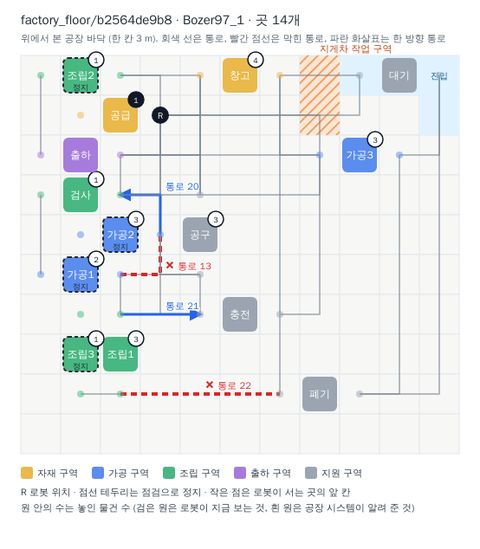 factory_floor/b2564de9b8 · Bozer97_1 · 곳 14개
위에서 본 공장 바닥 (한 칸 3 m). 회색 선은 통로, 빨간 점선은 막힌 통로, 파란 화살표는 한 방향 통로
지게차 작업 구역
조립2
정지
1
창고
4
대기
공급
1
R
출하
가공3
3
검사
1
통로 20
가공2
정지
3
공구
3
✕ 통로 13
가공1
정지
2
통로 21
충전
조립3
정지
1
조립1
3
✕ 통로 22
폐기
자재 구역
가공 구역
조립 구역
출하 구역
지원 구역
R 로봇 위치 · 점선 테두리는 점검으로 정지 · 작은 점은 로봇이 서는 곳의 앞 칸
원 안의 수는 놓인 물건 수 (검은 원은 로봇이 지금 보는 것, 흰 원은 공장 시스템이 알려 준 것)